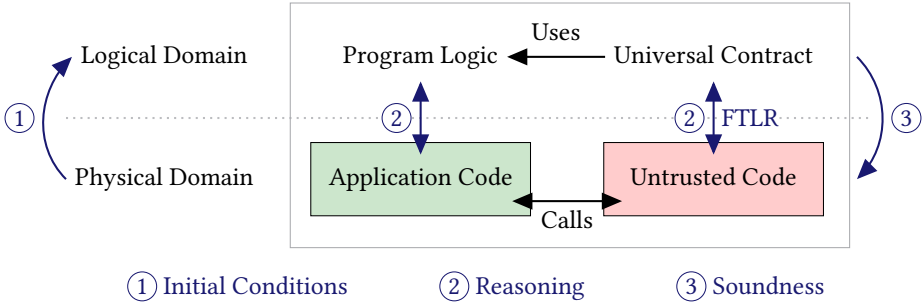 Uses
Logical Domain Program Logic Universal Contract
1 2 2 FTLR 3
Physical Domain Application Code Untrusted Code
Calls
1 Initial Conditions 2 Reasoning 3 Soundness